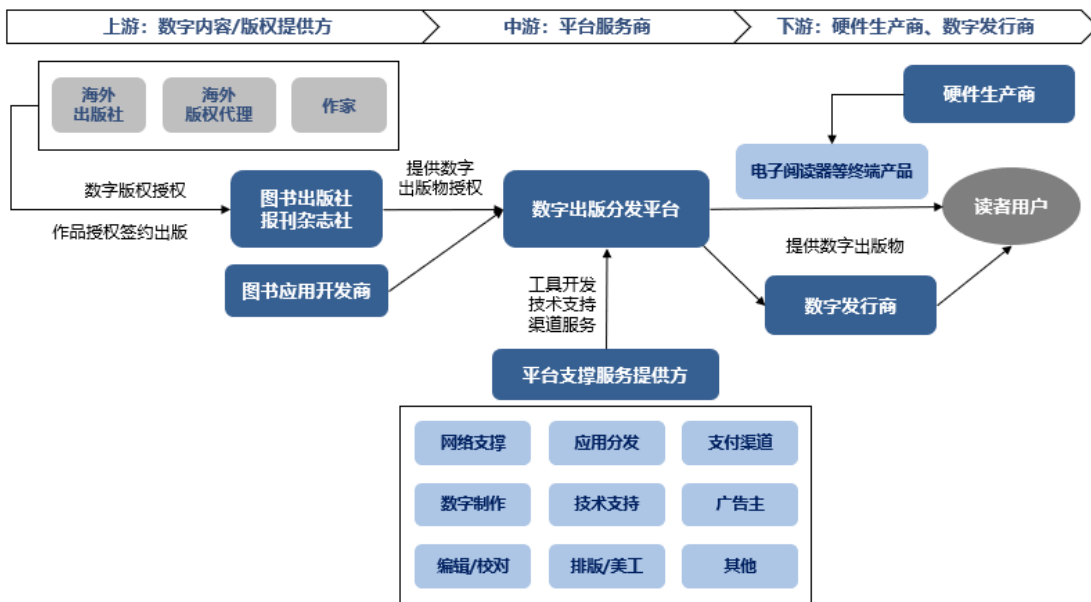 上游：数字内容/版权提供方
中游：平台服务商
下游：硬件生产商、数字发行商
海外
出版社
海外
版权代理
作家
硬件生产商
电子阅读器等终端产品
数字版权授权
作品授权签约出版
图书出版社
报刊杂志社
提供数字
出版物授权
数字出版分发平台
读者用户
提供数字出版物
图书应用开发商
数字发行商
工具开发
技术支持
渠道服务
平台支撑服务提供方
网络支撑
应用分发
支付渠道
数字制作
技术支持
广告主
编辑/校对
排版/美工
其他